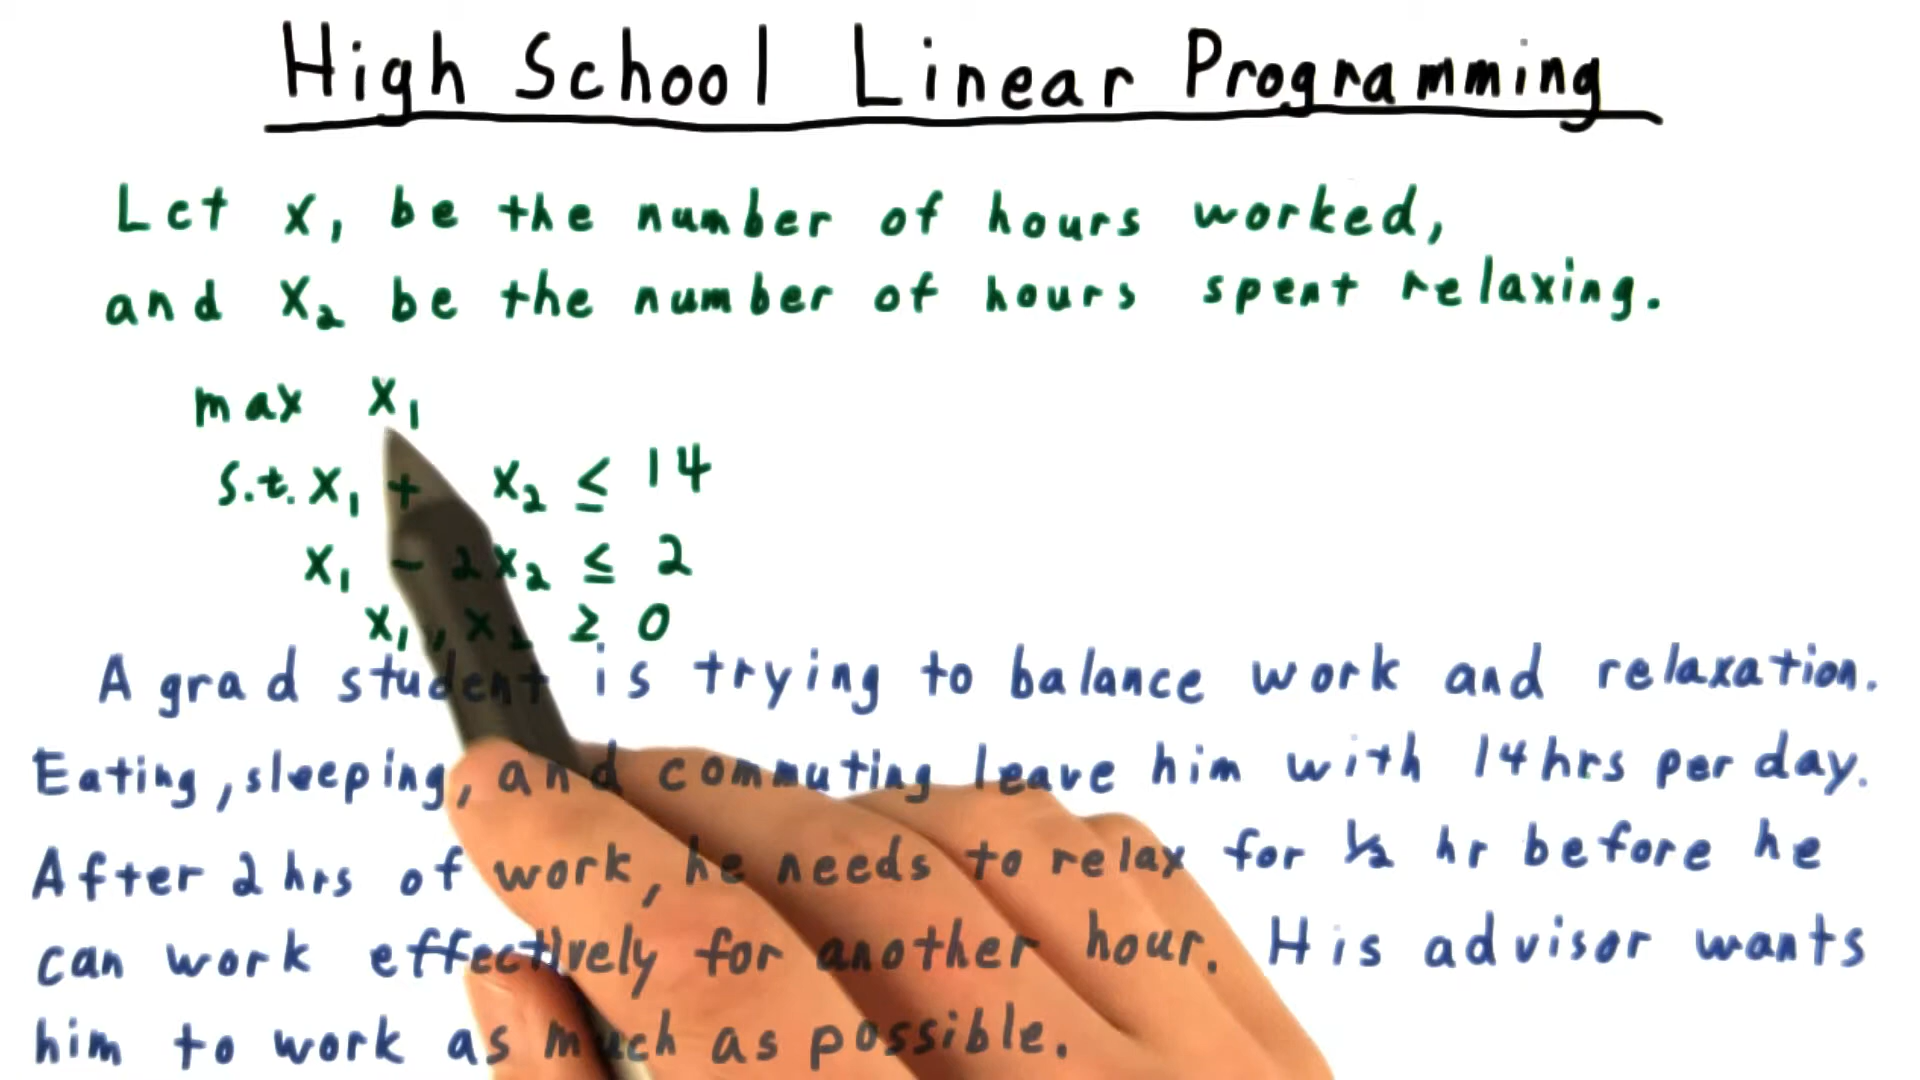 High School Linear Programming
Let x₁ be the number of hours worked,
and x₂ be the number of hours spent relaxing.
max x₁
s.t. x₁ + x₂ ≤ 14
x₁ - 2x₂ ≤ 2
x₁, x₂ ≥ 0
A grad student is trying to balance work and relaxation.
Eating, sleeping, and commuting leave him with 14 hrs per day.
After 2 hrs of work, he needs to relax for ½ hr before he
can work effectively for another hour. His advisor wants
him to work as much as possible.